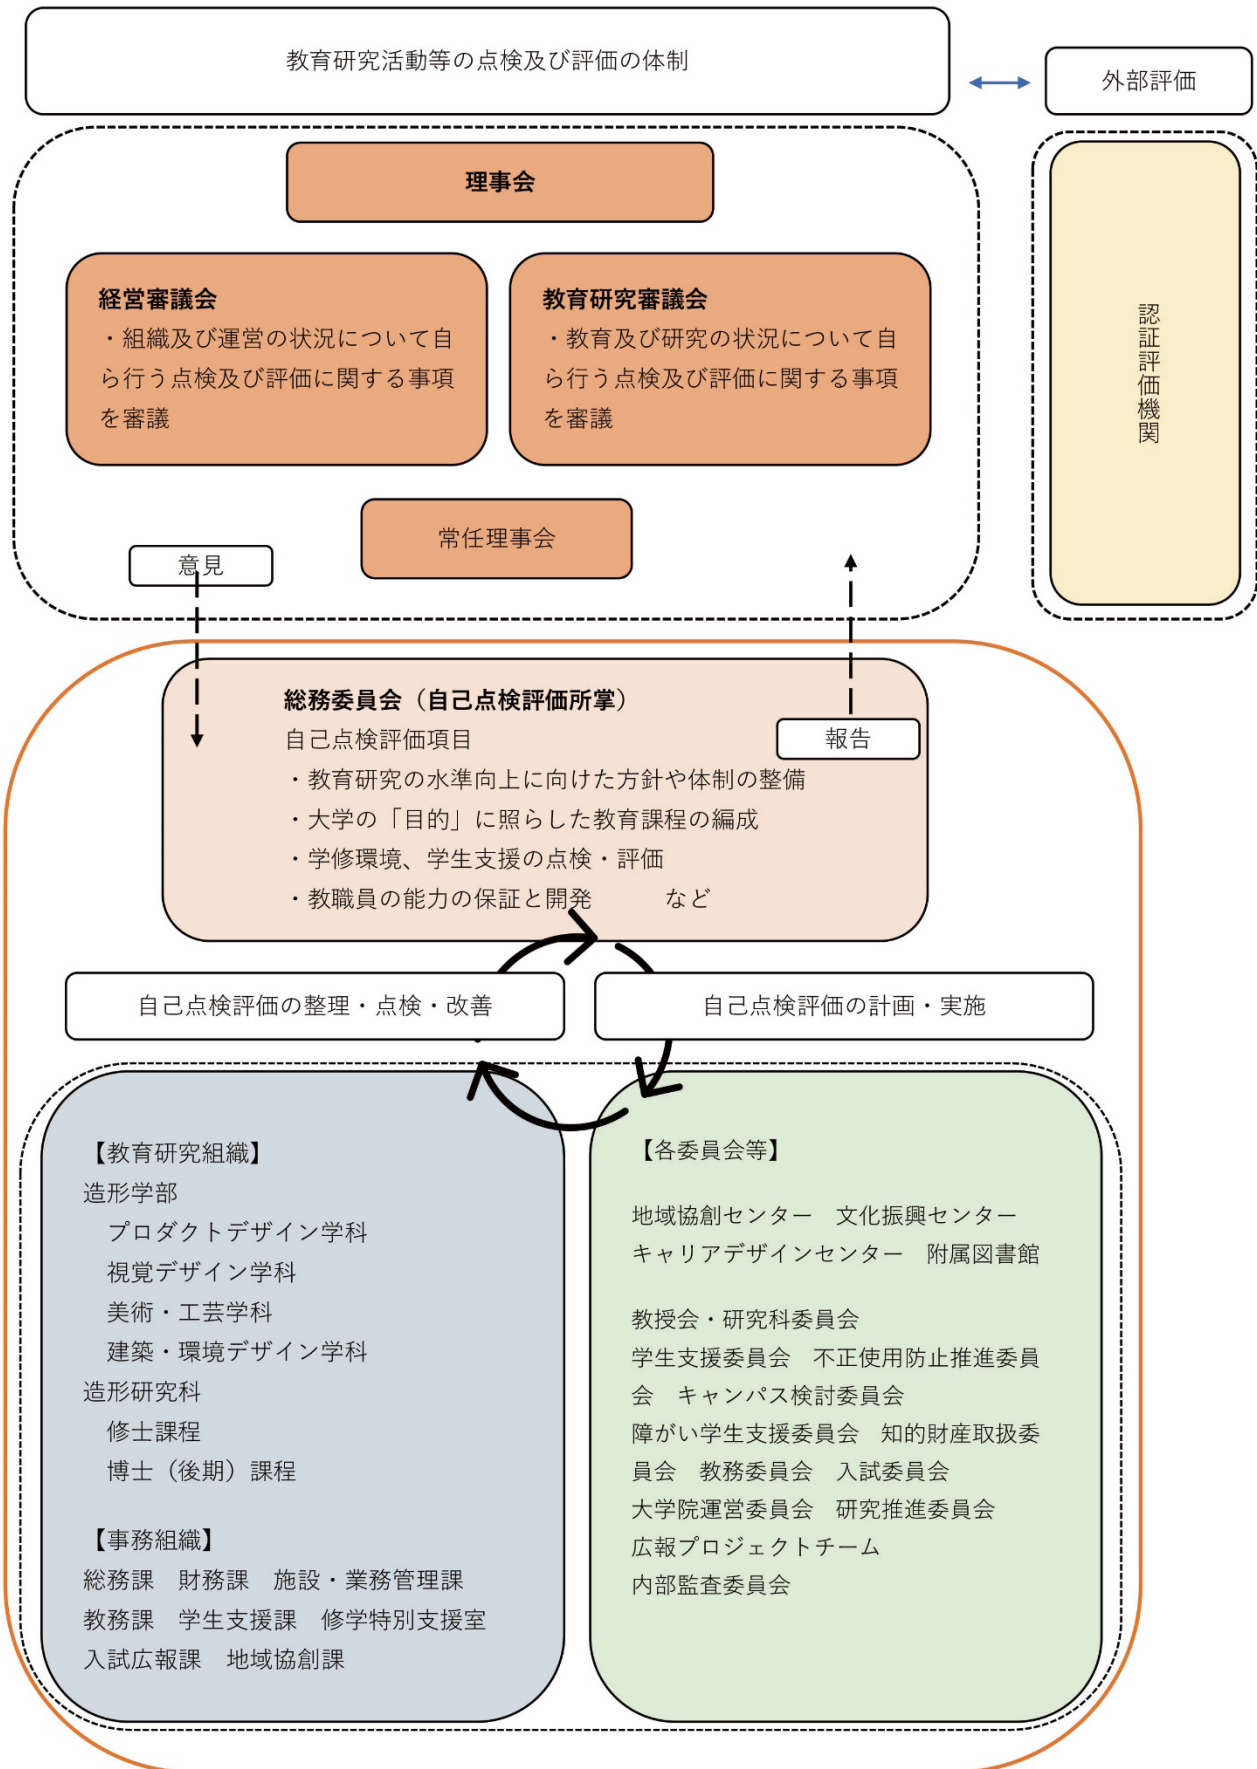 教育研究活動等の点検及び評価の体制
外部評価
理事会
経営審議会
・組織及び運営の状況について自
ら行う点検及び評価に関する事項
を審議
教育研究審議会
・教育及び研究の状況について自
ら行う点検及び評価に関する事項
を審議
認証評価機関
常任理事会
意見
総務委員会（自己点検評価所掌）
自己点検評価項目
・教育研究の水準向上に向けた方針や体制の整備
・大学の「目的」に照らした教育課程の編成
・学修環境、学生支援の点検・評価
・教職員の能力の保証と開発　　　など
報告
自己点検評価の整理・点検・改善
自己点検評価の計画・実施
【教育研究組織】
造形学部
プロダクトデザイン学科
視覚デザイン学科
美術・工芸学科
建築・環境デザイン学科
造形研究科
修士課程
博士（後期）課程
【事務組織】
総務課　財務課　施設・業務管理課
教務課　学生支援課　修学特別支援室
入試広報課　地域協創課
【各委員会等】
地域協創センター　文化振興センター
キャリアデザインセンター　附属図書館
教授会・研究科委員会
学生支援委員会　不正使用防止推進委員
会　キャンパス検討委員会
障がい学生支援委員会　知的財産取扱委
員会　教務委員会　入試委員会
大学院運営委員会　研究推進委員会
広報プロジェクトチーム
内部監査委員会